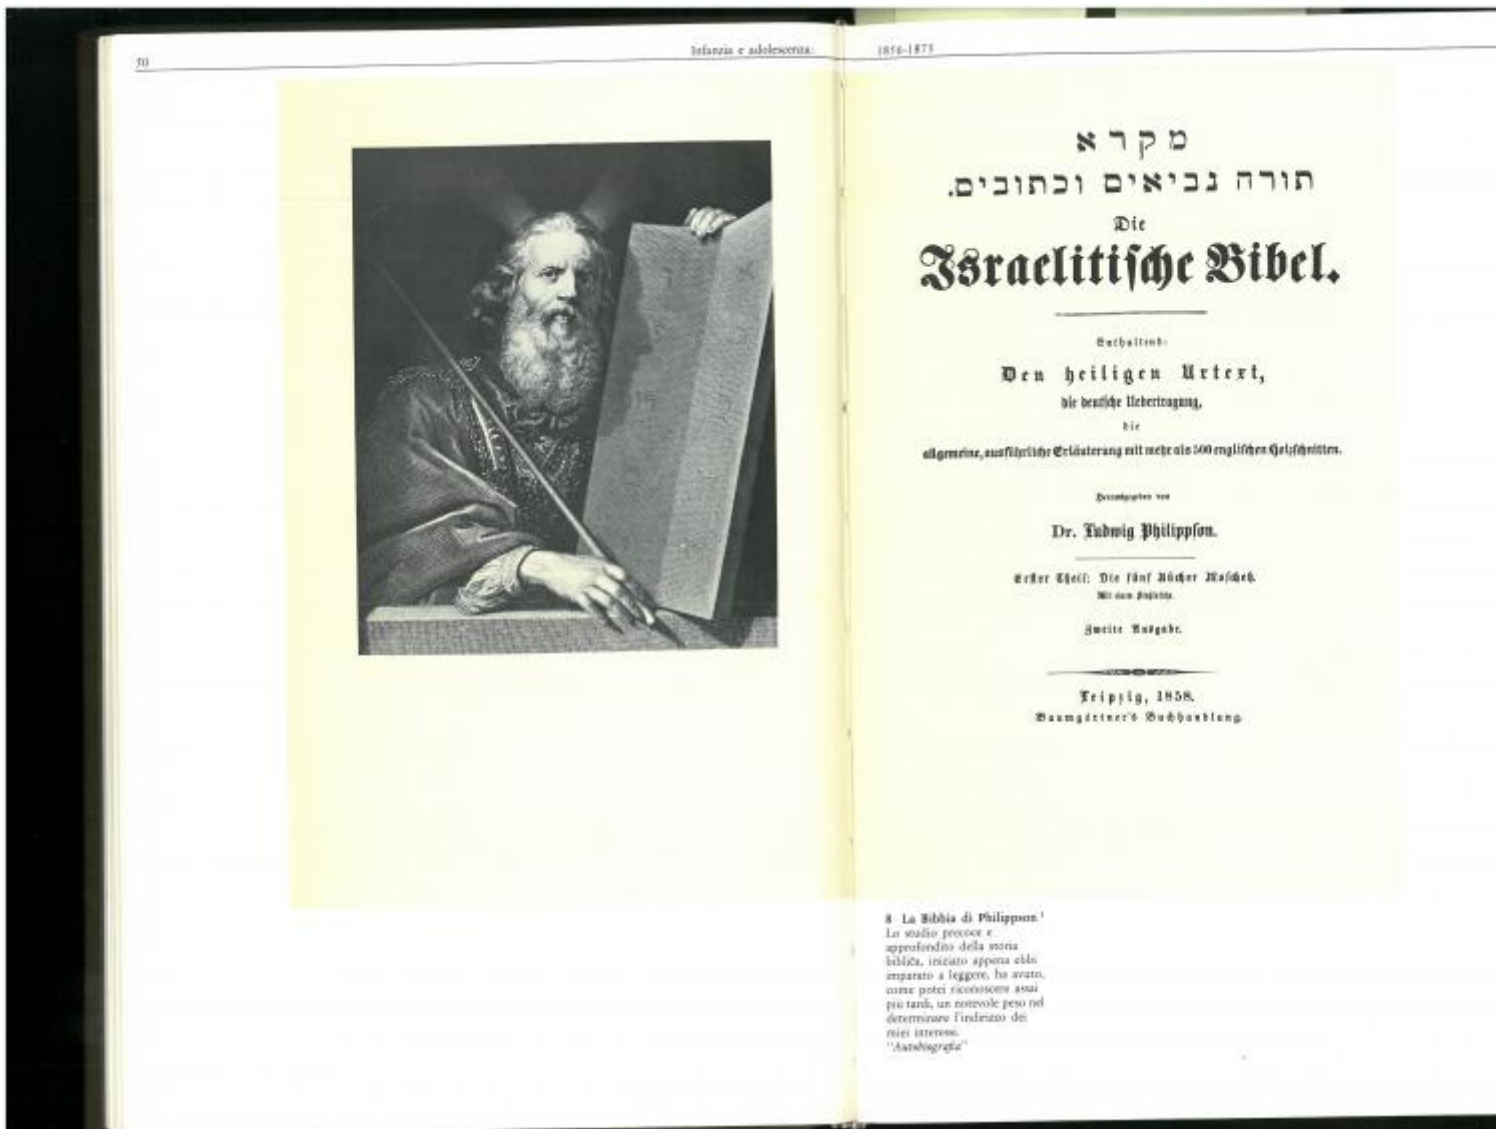 50
Infanzia e adolescenza:
1856-1873
מקרא
תורה נביאים וכתובים.
Die
Israelitische Bibel.
Enthaltend:
Den heiligen Urtext,
die deutsche Uebertragung,
die
allgemeine, ausführliche Erläuterung mit mehr als 500 englischen Holzschnitten.
Herausgegeben von
Dr. Ludwig Philippson.
Erster Theil: Die fünf Bücher Moscheh.
Zweite Ausgabe.
Leipzig, 1858.
Baumgärtner's Buchhandlung.
8 La Bibbia di Philippson 1
Lo studio precoce e
approfondito della storia
biblica, iniziato appena ebbi
imparato a leggere, ha avuto,
come potei riconoscere assai
più tardi, un notevole peso nel
determinare l'indirizzo dei
miei interessi.
"Autobiografia"